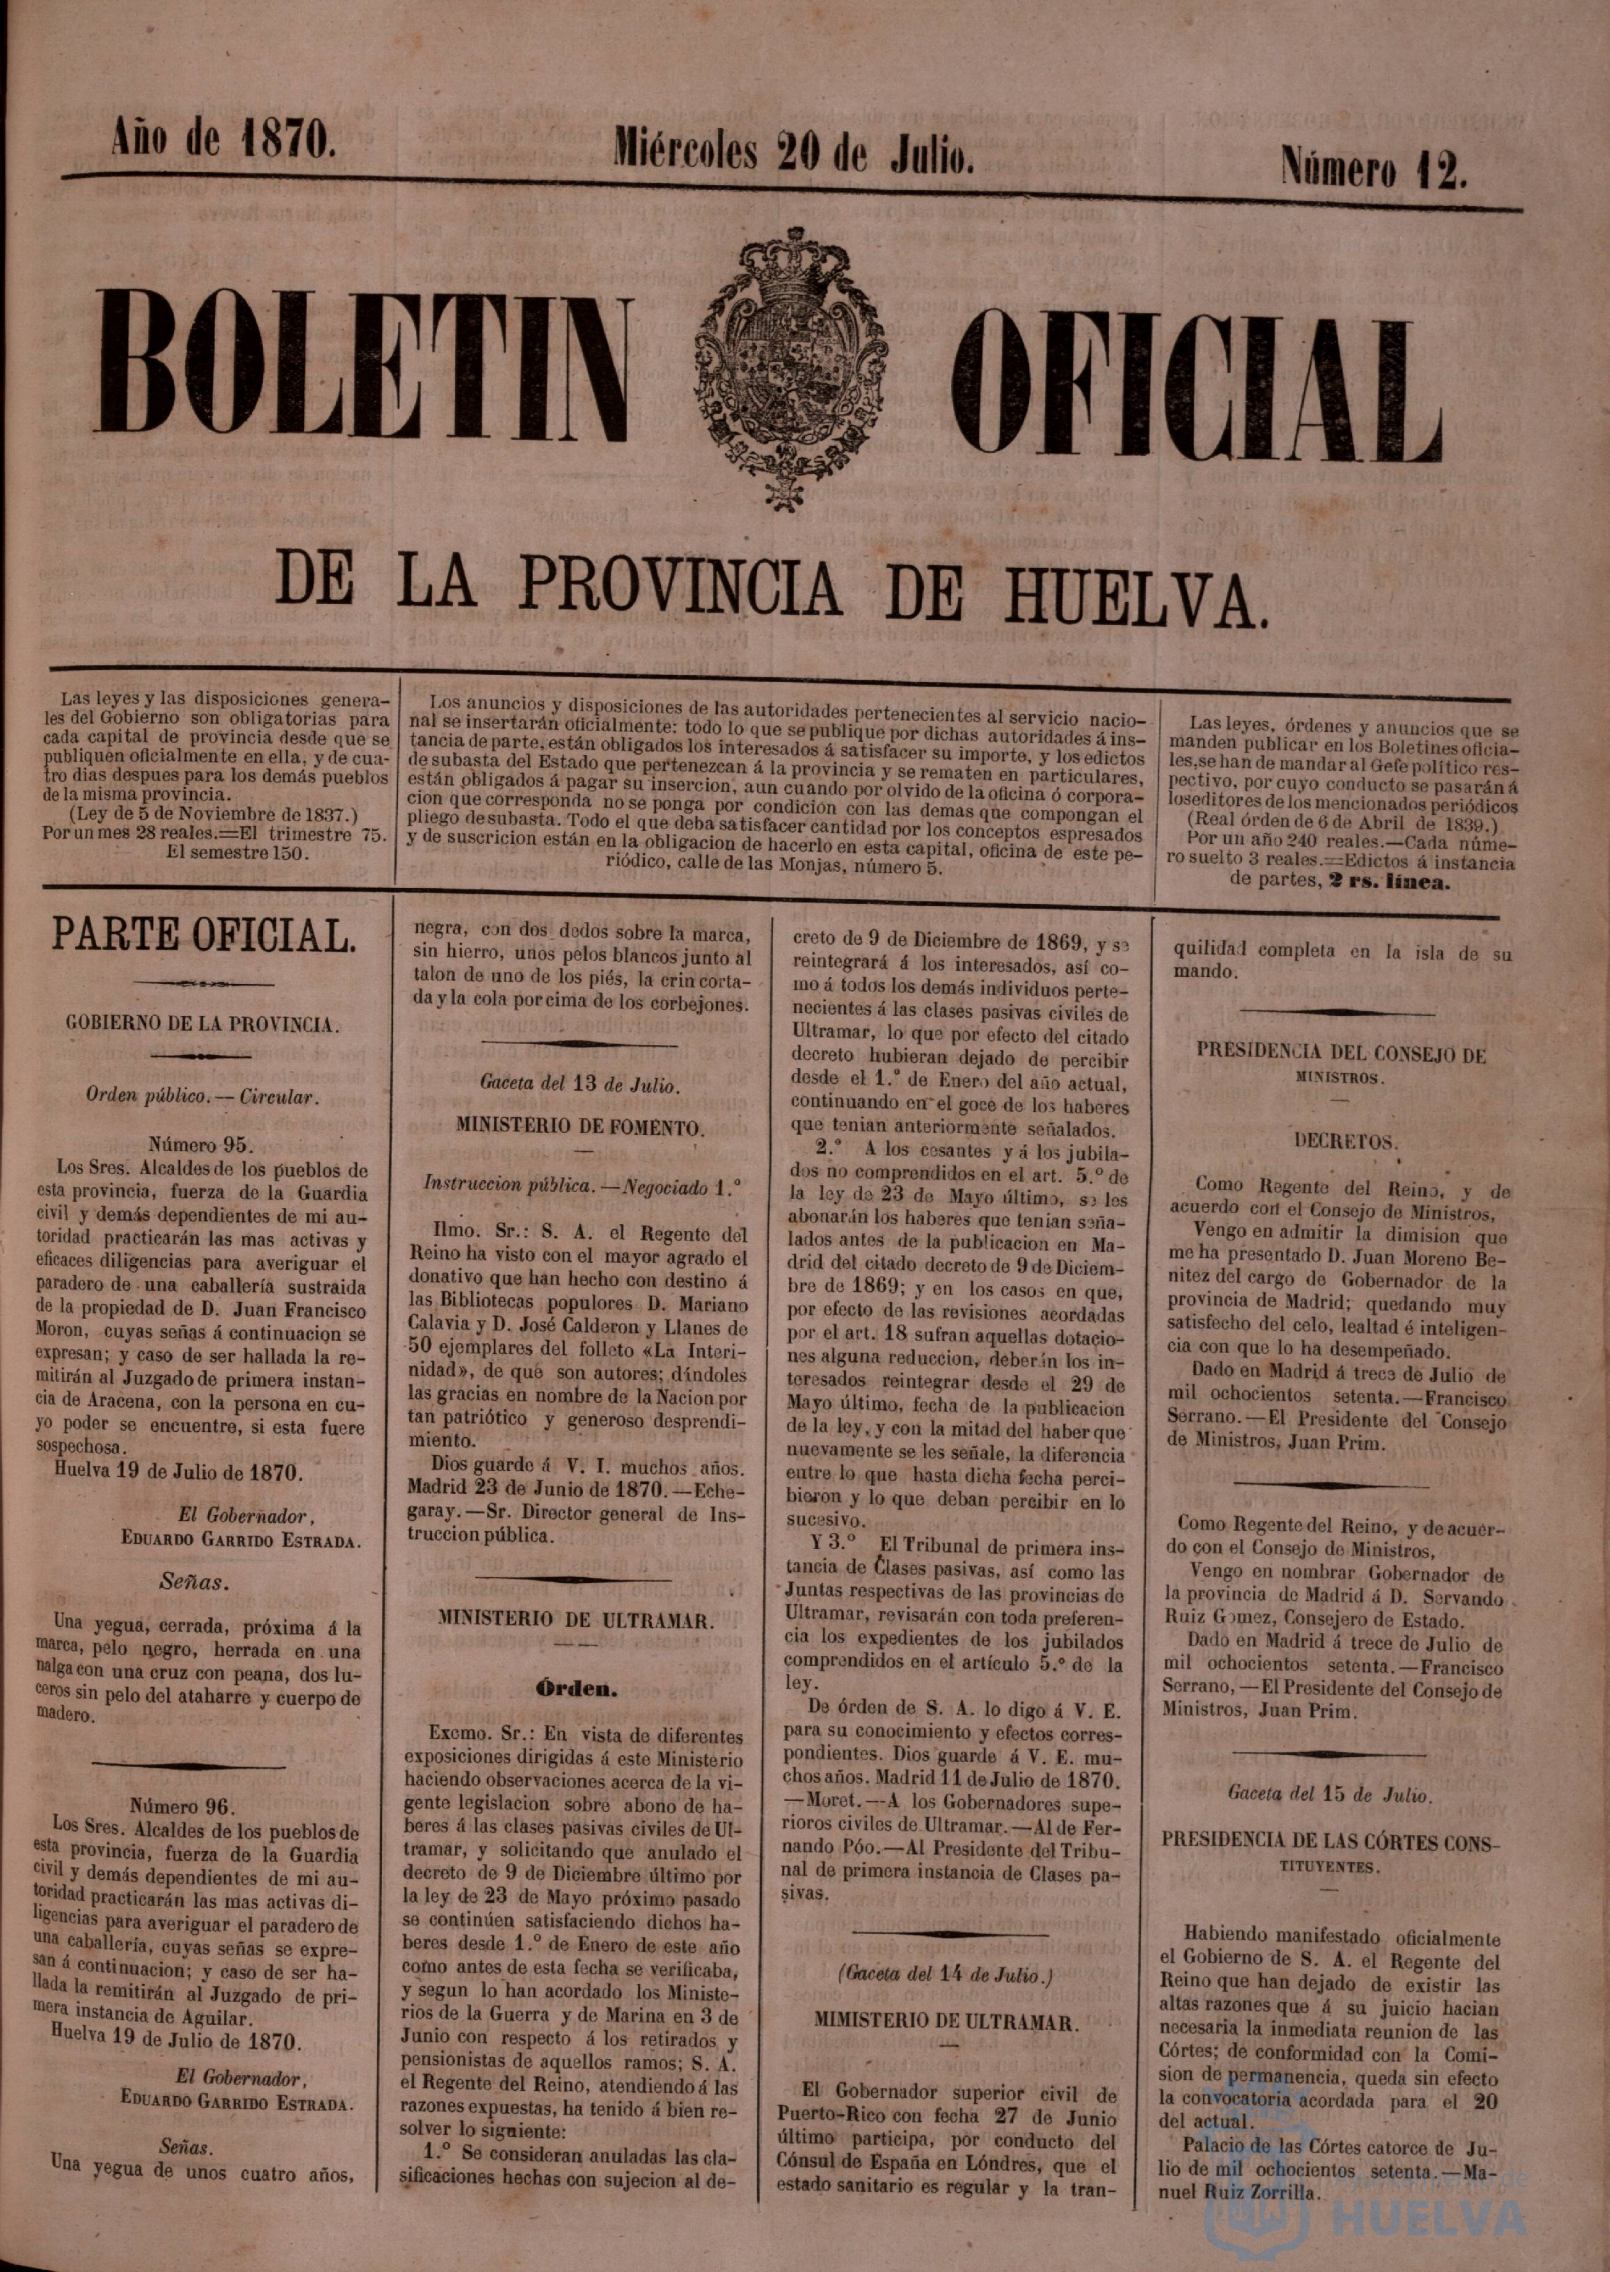 Año de 1870.
Miércoles 20 de Julio.
Número 12.
BOLETIN OFICIAL
DE LA PROVINCIA DE HUELVA.
Las leyes y las disposiciones genera-
les del Gobierno son obligatorias para
cada capital de provincia desde que se
publiquen oficialmente en ella, y de cua-
tro dias despues para los demás pueblos
de la misma provincia.
(Ley de 5 de Noviembre de 1837.)
Por un mes 28 reales.=El trimestre 75.
El semestre 150.
Los anuncios y disposiciones de las autoridades pertenecientes al servicio nacio-
nal se insertarán oficialmente: todo lo que se publique por dichas autoridades á ins-
tancia de parte, están obligados los interesados á satisfacer su importe, y los edictos
de subasta del Estado que pertenezcan á la provincia y se rematen en particulares,
están obligados á pagar su insercion, aun cuando por olvido de la oficina ó corpora-
cion que corresponda no se ponga por condición con las demas que compongan el
pliego de subasta. Todo el que deba satisfacer cantidad por los conceptos espresados
y de suscricion están en la obligacion de hacerlo en esta capital, oficina de este pe-
riódico, calle de las Monjas, número 5.
Las leyes, órdenes y anuncios que se
manden publicar en los Boletines oficia-
les, se han de mandar al Gefe político res-
pectivo, por cuyo conducto se pasarán á
los editores de los mencionados periódicos
(Real órden de 6 de Abril de 1839.)
Por un año 240 reales.—Cada núme-
ro suelto 3 reales.=Edictos á instancia
de partes, 2 rs. línea.
PARTE OFICIAL.
GOBIERNO DE LA PROVINCIA.
Orden público.—Circular.
Número 95.
Los Sres. Alcaldes de los pueblos de
esta provincia, fuerza de la Guardia
civil y demás dependientes de mi au-
toridad practicarán las mas activas y
eficaces diligencias para averiguar el
paradero de una caballería sustraida
de la propiedad de D. Juan Francisco
Moron, cuyas señas á continuacion se
expresan; y caso de ser hallada la re-
mitirán al Juzgado de primera instan-
cia de Aracena, con la persona en cu-
yo poder se encuentre, si esta fuere
sospechosa.
Huelva 19 de Julio de 1870.
El Gobernador,
EDUARDO GARRIDO ESTRADA.
Señas.
Una yegua, cerrada, próxima á la
marca, pelo negro, herrada en una
nalga con una cruz con peana, dos lu-
ceros sin pelo del ataharre y cuerpo de
madero.
Número 96.
Los Sres. Alcaldes de los pueblos de
esta provincia, fuerza de la Guardia
civil y demás dependientes de mi au-
toridad practicarán las mas activas di-
ligencias para averiguar el paradero de
una caballería, cuyas señas se expre-
san á continuacion; y caso de ser ha-
llada la remitirán al Juzgado de pri-
mera instancia de Aguilar.
Huelva 19 de Julio de 1870.
El Gobernador,
EDUARDO GARRIDO ESTRADA.
Señas.
Una yegua de unos cuatro años,
negra, con dos dedos sobre la marca,
sin hierro, unos pelos blancos junto al
talon de uno de los piés, la crin corta-
da y la cola por cima de los corbejones.
Gaceta del 13 de Julio.
MINISTERIO DE FOMENTO.
Instruccion pública.—Negociado 1.º
Ilmo. Sr.: S. A. el Regente del
Reino ha visto con el mayor agrado el
donativo que han hecho con destino á
las Bibliotecas populores D. Mariano
Calavia y D. José Calderon y Llanes de
50 ejemplares del folleto «La Interi-
nidad», de que son autores; dándoles
las gracias en nombre de la Nacion por
tan patriótico y generoso desprendi-
miento.
Dios guarde á V. I. muchos años.
Madrid 23 de Junio de 1870.—Eche-
garay.—Sr. Director general de Ins-
truccion pública.
MINISTERIO DE ULTRAMAR.
Orden.
Excmo. Sr.: En vista de diferentes
exposiciones dirigidas á este Ministerio
haciendo observaciones acerca de la vi-
gente legislacion sobre abono de ha-
beres á las clases pasivas civiles de Ul-
tramar, y solicitando que anulado el
decreto de 9 de Diciembre último por
la ley de 23 de Mayo próximo pasado
se continúen satisfaciendo dichos ha-
beres desde 1.º de Enero de este año
como antes de esta fecha se verificaba,
y segun lo han acordado los Ministe-
rios de la Guerra y de Marina en 3 de
Junio con respecto á los retirados y
pensionistas de aquellos ramos; S. A.
el Regente del Reino, atendiendo á las
razones expuestas, ha tenido á bien re-
solver lo siguiente:
1.º Se consideran anuladas las cla-
sificaciones hechas con sujecion al de-
creto de 9 de Diciembre de 1869, y se
reintegrará á los interesados, así co-
mo á todos los demás individuos perte-
necientes á las clases pasivas civiles de
Ultramar, lo que por efecto del citado
decreto hubieran dejado de percibir
desde el 1.º de Enero del año actual,
continuando en el goce de los haberes
que tenian anteriormente señalados.
2.º A los cesantes y á los jubila-
dos no comprendidos en el art. 5.º de
la ley de 23 de Mayo último, se les
abonarán los haberes que tenian seña-
lados antes de la publicacion en Ma-
drid del citado decreto de 9 de Diciem-
bre de 1869; y en los casos en que,
por efecto de las revisiones acordadas
por el art. 18 sufran aquellas dotacio-
nes alguna reduccion, deberán los in-
teresados reintegrar desde el 29 de
Mayo último, fecha de la publicacion
de la ley, y con la mitad del haber que
nuevamente se les señale, la diferencia
entre lo que hasta dicha fecha perci-
bieron y lo que deban percibir en lo
sucesivo.
Y 3.º El Tribunal de primera ins-
tancia de Clases pasivas, así como las
Juntas respectivas de las provincias de
Ultramar, revisarán con toda preferen-
cia los expedientes de los jubilados
comprendidos en el artículo 5.º de la
ley.
De órden de S. A. lo digo á V. E.
para su conocimiento y efectos corres-
pondientes. Dios guarde á V. E. mu-
chos años. Madrid 11 de Julio de 1870.
—Moret.—A los Gobernadores supe-
rioros civiles de Ultramar.—Al de Fer-
nando Póo.—Al Presidente del Tribu-
nal de primera instancia de Clases pa-
sivas.
(Gaceta del 14 de Julio.)
MIMISTERIO DE ULTRAMAR.
El Gobernador superior civil de
Puerto-Rico con fecha 27 de Junio
último participa, por conducto del
Cónsul de España en Lóndres, que el
estado sanitario es regular y la tran-
quilidad completa en la isla de su
mando.
PRESIDENCIA DEL CONSEJO DE
MINISTROS.
DECRETOS.
Como Regente del Reino, y de
acuerdo con el Consejo de Ministros,
Vengo en admitir la dimision que
me ha presentado D. Juan Moreno Be-
nitez del cargo de Gobernador de la
provincia de Madrid; quedando muy
satisfecho del celo, lealtad é inteligen-
cia con que lo ha desempeñado.
Dado en Madrid á trece de Julio de
mil ochocientos setenta.—Francisco
Serrano.—El Presidente del Consejo
de Ministros, Juan Prim.
Como Regente del Reino, y de acuer-
do con el Consejo de Ministros,
Vengo en nombrar Gobernador de
la provincia de Madrid á D. Servando
Ruiz Gomez, Consejero de Estado.
Dado en Madrid á trece de Julio de
mil ochocientos setenta.—Francisco
Serrano,—El Presidente del Consejo de
Ministros, Juan Prim.
Gaceta del 15 de Julio.
PRESIDENCIA DE LAS CÓRTES CONS-
TITUYENTES.
Habiendo manifestado oficialmente
el Gobierno de S. A. el Regente del
Reino que han dejado de existir las
altas razones que á su juicio hacian
necesaria la inmediata reunion de las
Córtes; de conformidad con la Comi-
sion de permanencia, queda sin efecto
la convocatoria acordada para el 20
del actual.
Palacio de las Córtes catorce de Ju-
lio de mil ochocientos setenta.—Ma-
nuel Ruiz Zorrilla.
HUELVA